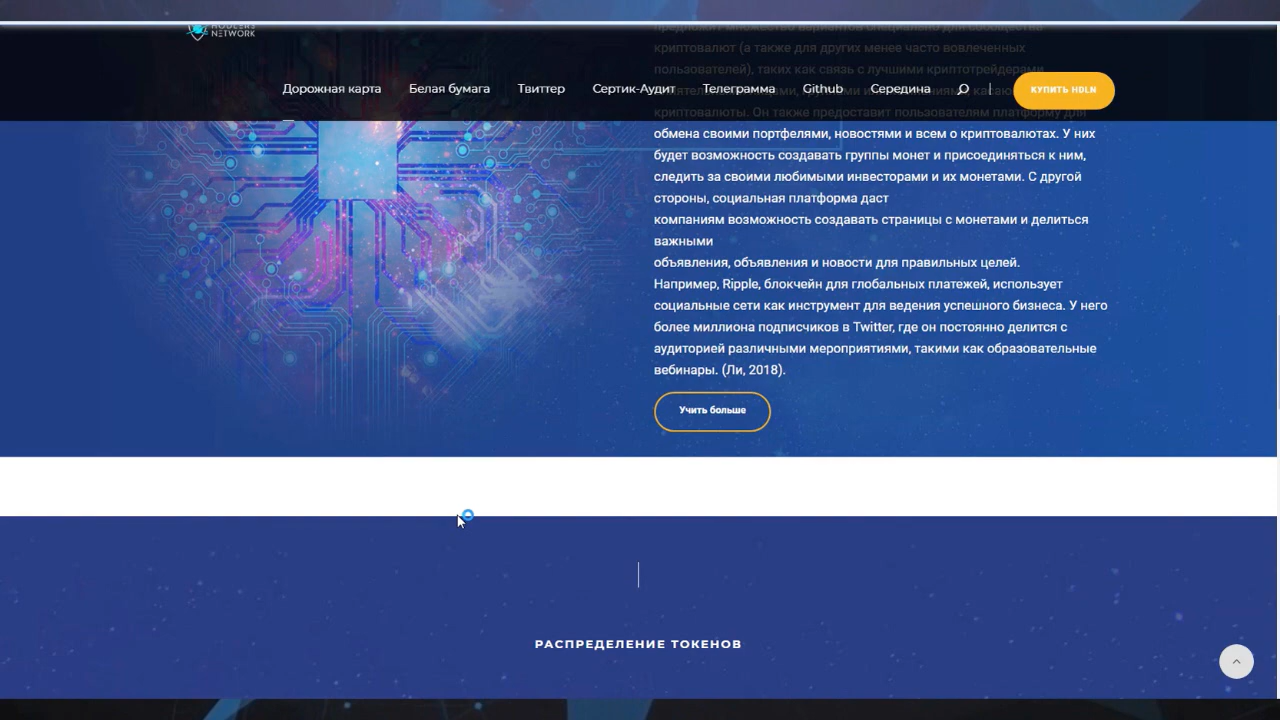 NETWORK
Дорожная карта
Белая бумага
Твиттер
Сертик-Аудит
Телеграмма
Github
Середина
КУПИТЬ HDLN
криптовалют (а также для других менее часто вовлеченных
пользователей), таких как связь с лучшими криптотрейдерами
криптовалюты. Он также предоставит пользователям платформу для
обмена своими портфелями, новостями и всем о криптовалютах. У них
будет возможность создавать группы монет и присоединяться к ним,
следить за своими любимыми инвесторами и их монетами. С другой
стороны, социальная платформа даст
компаниям возможность создавать страницы с монетами и делиться
важными
объявления, объявления и новости для правильных целей.
Например, Ripple, блокчейн для глобальных платежей, использует
социальные сети как инструмент для ведения успешного бизнеса. У него
более миллиона подписчиков в Twitter, где он постоянно делится с
аудиторией различными мероприятиями, такими как образовательные
вебинары. (Ли, 2018).
Учить больше
РАСПРЕДЕЛЕНИЕ ТОКЕНОВ